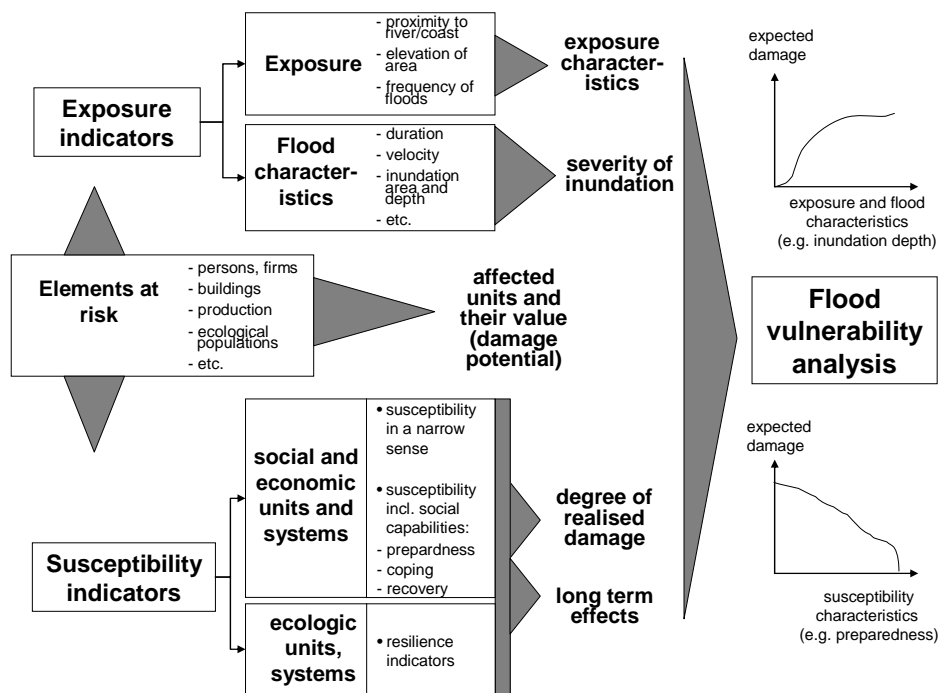 Exposure
indicators
Exposure
- proximity to
river/coast
- elevation of
area
- frequency of
floods
exposure
character-
istics
Flood
character-
istics
- duration
- velocity
- inundation
area and
depth
- etc.
severity of
inundation
Elements at
risk
- persons, firms
- buildings
- production
- ecological
populations
- etc.
affected
units and
their value
(damage
potential)
Susceptibility
indicators
social and
economic
units and
systems
• susceptibility
in a narrow
sense
• susceptibility
incl. social
capabilities:
- prepardness
- coping
- recovery
ecologic
units,
systems
• resilience
indicators
degree of
realised
damage
long term
effects
expected
damage
exposure and flood
characteristics
(e.g. inundation depth)
Flood
vulnerability
analysis
expected
damage
susceptibility
characteristics
(e.g. preparedness)